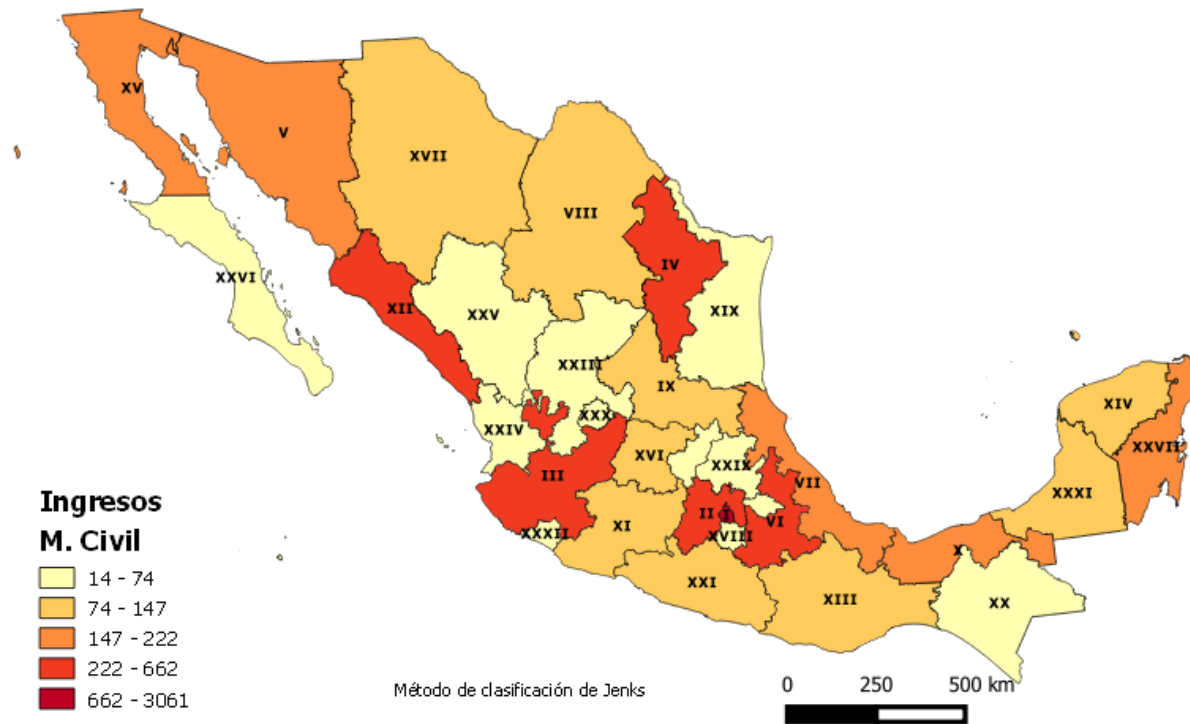 XV
V
XVII
VIII
IV
XXVI
XII
XXV
XIX
XXIII
IX
XIV
XXIV
XXX
XXVII
III
XVI
XXIX
VII
XXXI
II
I
VI
XXXII
XI
XVIII
X
XXI
XIII
XX
Ingresos
M. Civil
14 - 74
74 - 147
147 - 222
222 - 662
662 - 3061
Método de clasificación de Jenks
0 250 500 km